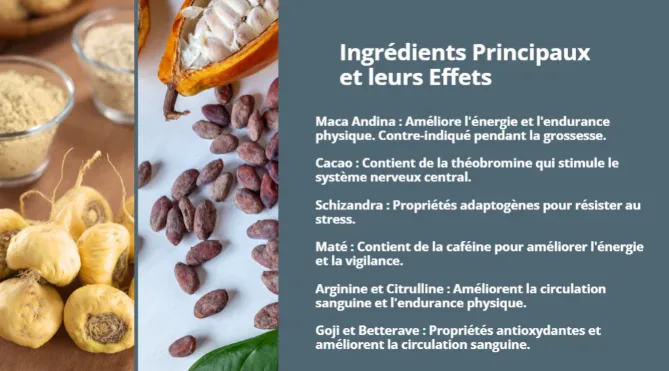 Ingrédients Principaux
et leurs Effets
Maca Andina : Améliore l'énergie et l'endurance
physique. Contre-indiqué pendant la grossesse.
Cacao : Contient de la théobromine qui stimule le
système nerveux central.
Schizandra : Propriétés adaptogènes pour résister au
stress.
Maté : Contient de la caféine pour améliorer l'énergie
et la vigilance.
Arginine et Citrulline : Améliorent la circulation
sanguine et l'endurance physique.
Goji et Betterave : Propriétés antioxydantes et
améliorent la circulation sanguine.